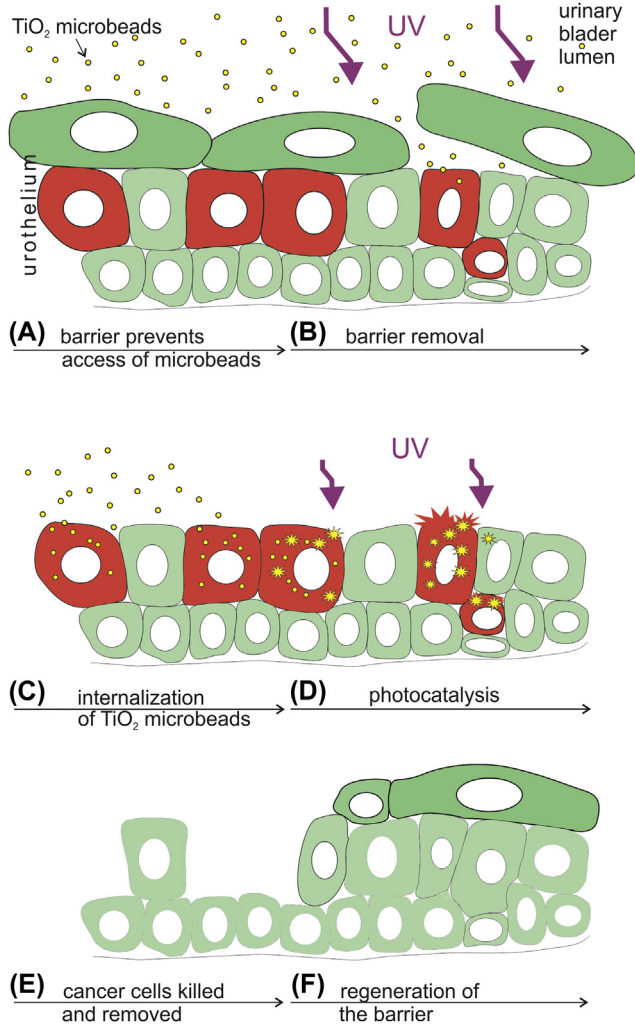 TiO₂ microbeads
UV
urinary
blader
lumen
urothelium
(A) barrier prevents
access of microbeads
(B) barrier removal
UV
(C) internalization
of TiO₂ microbeads
(D) photocatalysis
(E) cancer cells killed
and removed
(F) regeneration of
the barrier